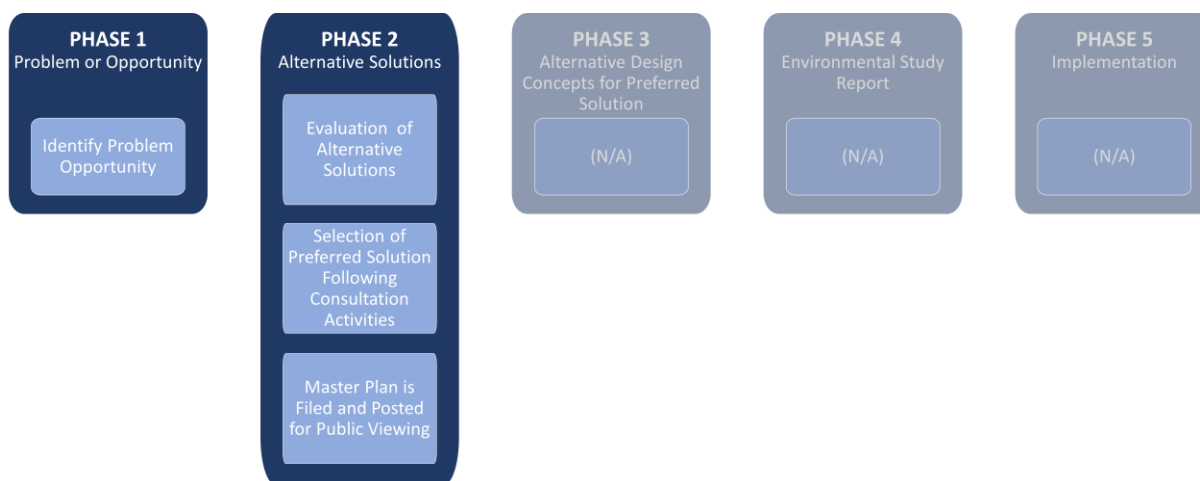 PHASE 1
Problem or Opportunity
Identify Problem
Opportunity
PHASE 2
Alternative Solutions
Evaluation of
Alternative
Solutions
Selection of
Preferred Solution
Following
Consultation
Activities
Master Plan is
Filed and Posted
for Public Viewing
PHASE 3
Alternative Design
Concepts for Preferred
Solution
(N/A)
PHASE 4
Environmental Study
Report
(N/A)
PHASE 5
Implementation
(N/A)